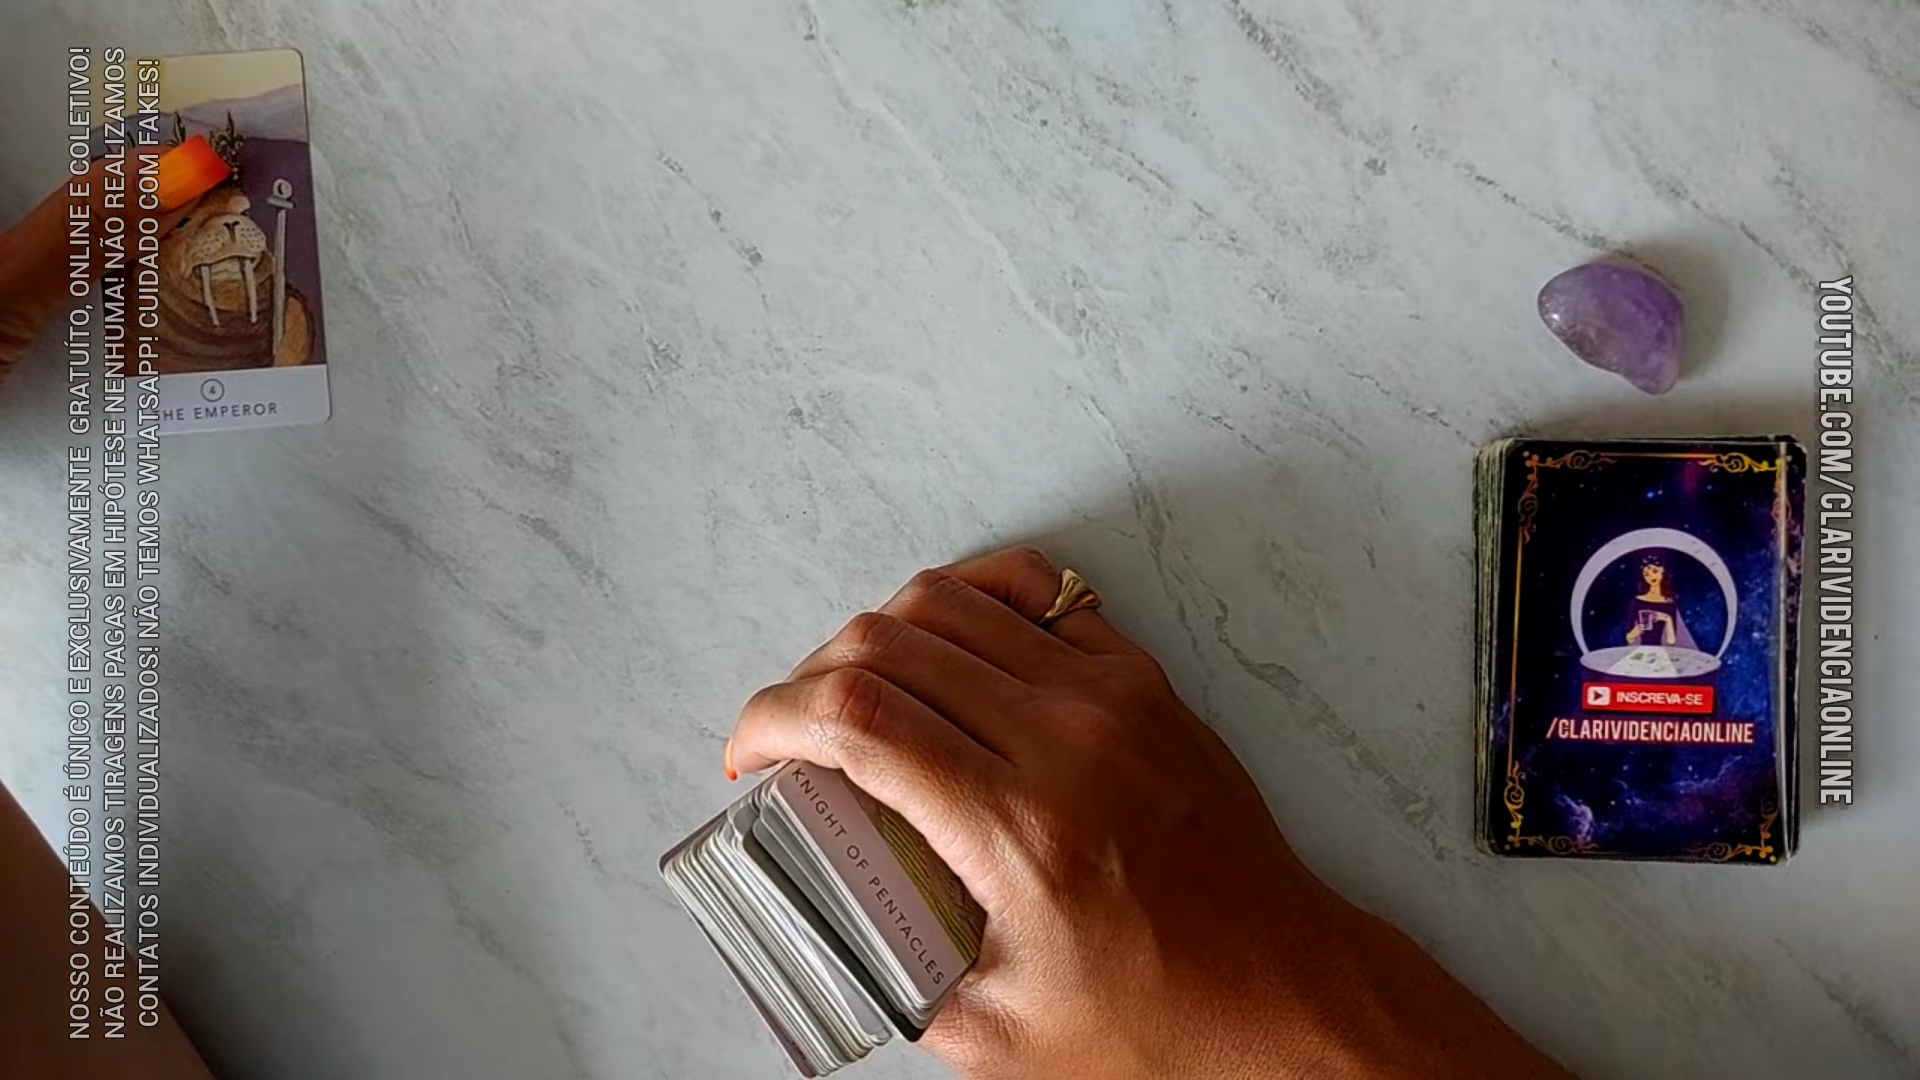 NOSSO CONTEÚDO É ÚNICO E EXCLUSIVAMENTE GRATUÍTO, ONLINE E COLETIVO!
NÃO REALIZAMOS TIRAGENS PAGAS EM HIPÓTESE NENHUMA! NÃO REALIZAMOS
CONTATOS INDIVIDUALIZADOS! NÃO TEMOS WHATSAPP! CUIDADO COM FAKES!
4
THE EMPEROR
KNIGHT OF PENTACLES
INSCREVA-SE
/CLARIVIDENCIAONLINE
YOUTUBE.COM/CLARIVIDENCIAONLINE